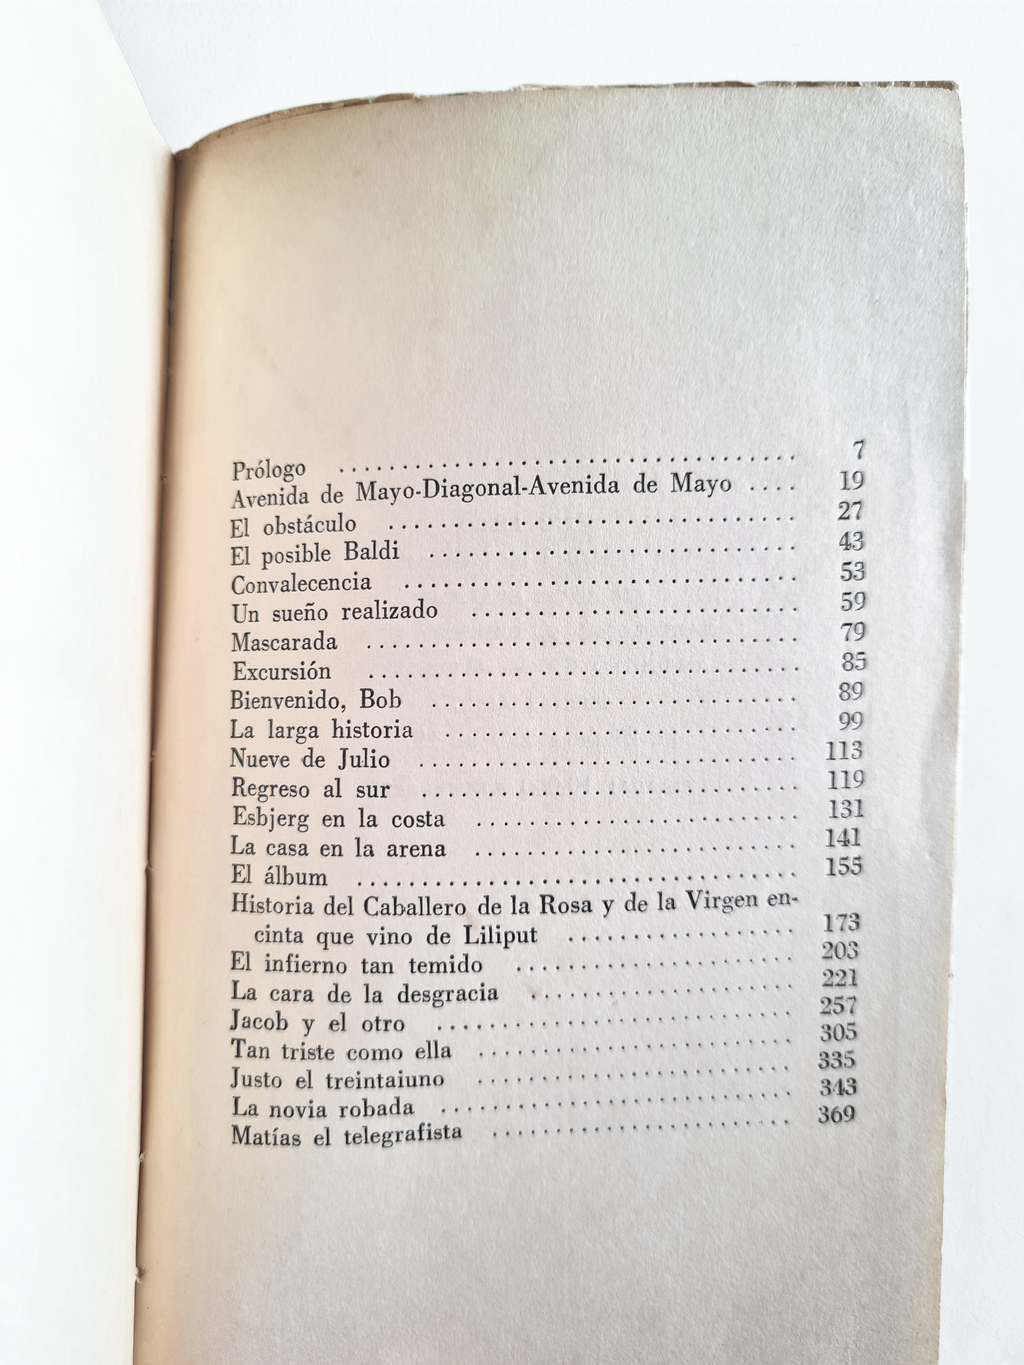 Prólogo .................................... 7
Avenida de Mayo-Diagonal-Avenida de Mayo .... 19
El obstáculo ................................ 27
El posible Baldi ............................. 43
Convalecencia ............................... 53
Un sueño realizado .......................... 59
Mascarada .................................. 79
Excursión .................................. 85
Bienvenido, Bob ............................. 89
La larga historia ............................ 99
Nueve de Julio .............................. 113
Regreso al sur .............................. 119
Esbjerg en la costa .......................... 131
La casa en la arena .......................... 141
El álbum ................................... 155
Historia del Caballero de la Rosa y de la Virgen en-
cinta que vino de Liliput .................. 173
El infierno tan temido ...................... 203
La cara de la desgracia ..................... 221
Jacob y el otro ............................. 257
Tan triste como ella ......................... 305
Justo el treintaiuno ......................... 335
La novia robada ............................ 343
Matías el telegrafista ........................ 369